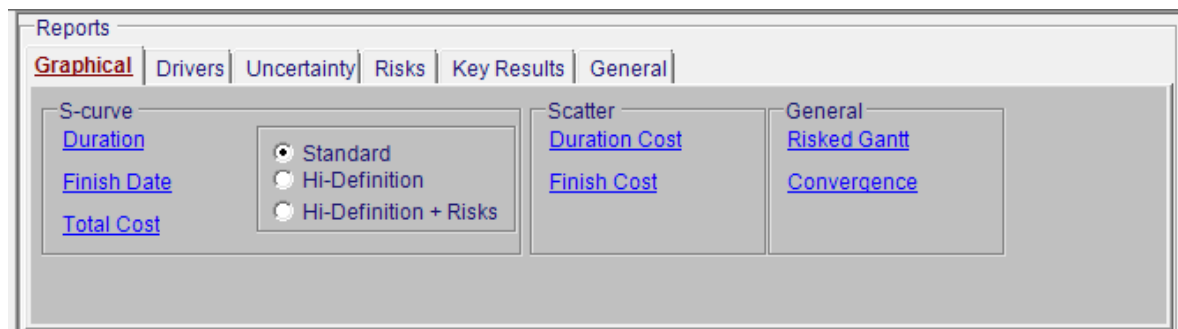 Reports
Graphical Drivers Uncertainty Risks Key Results General
S-curve
Duration
Finish Date
Total Cost
Standard
Hi-Definition
Hi-Definition + Risks
Scatter
Duration Cost
Finish Cost
General
Risked Gantt
Convergence